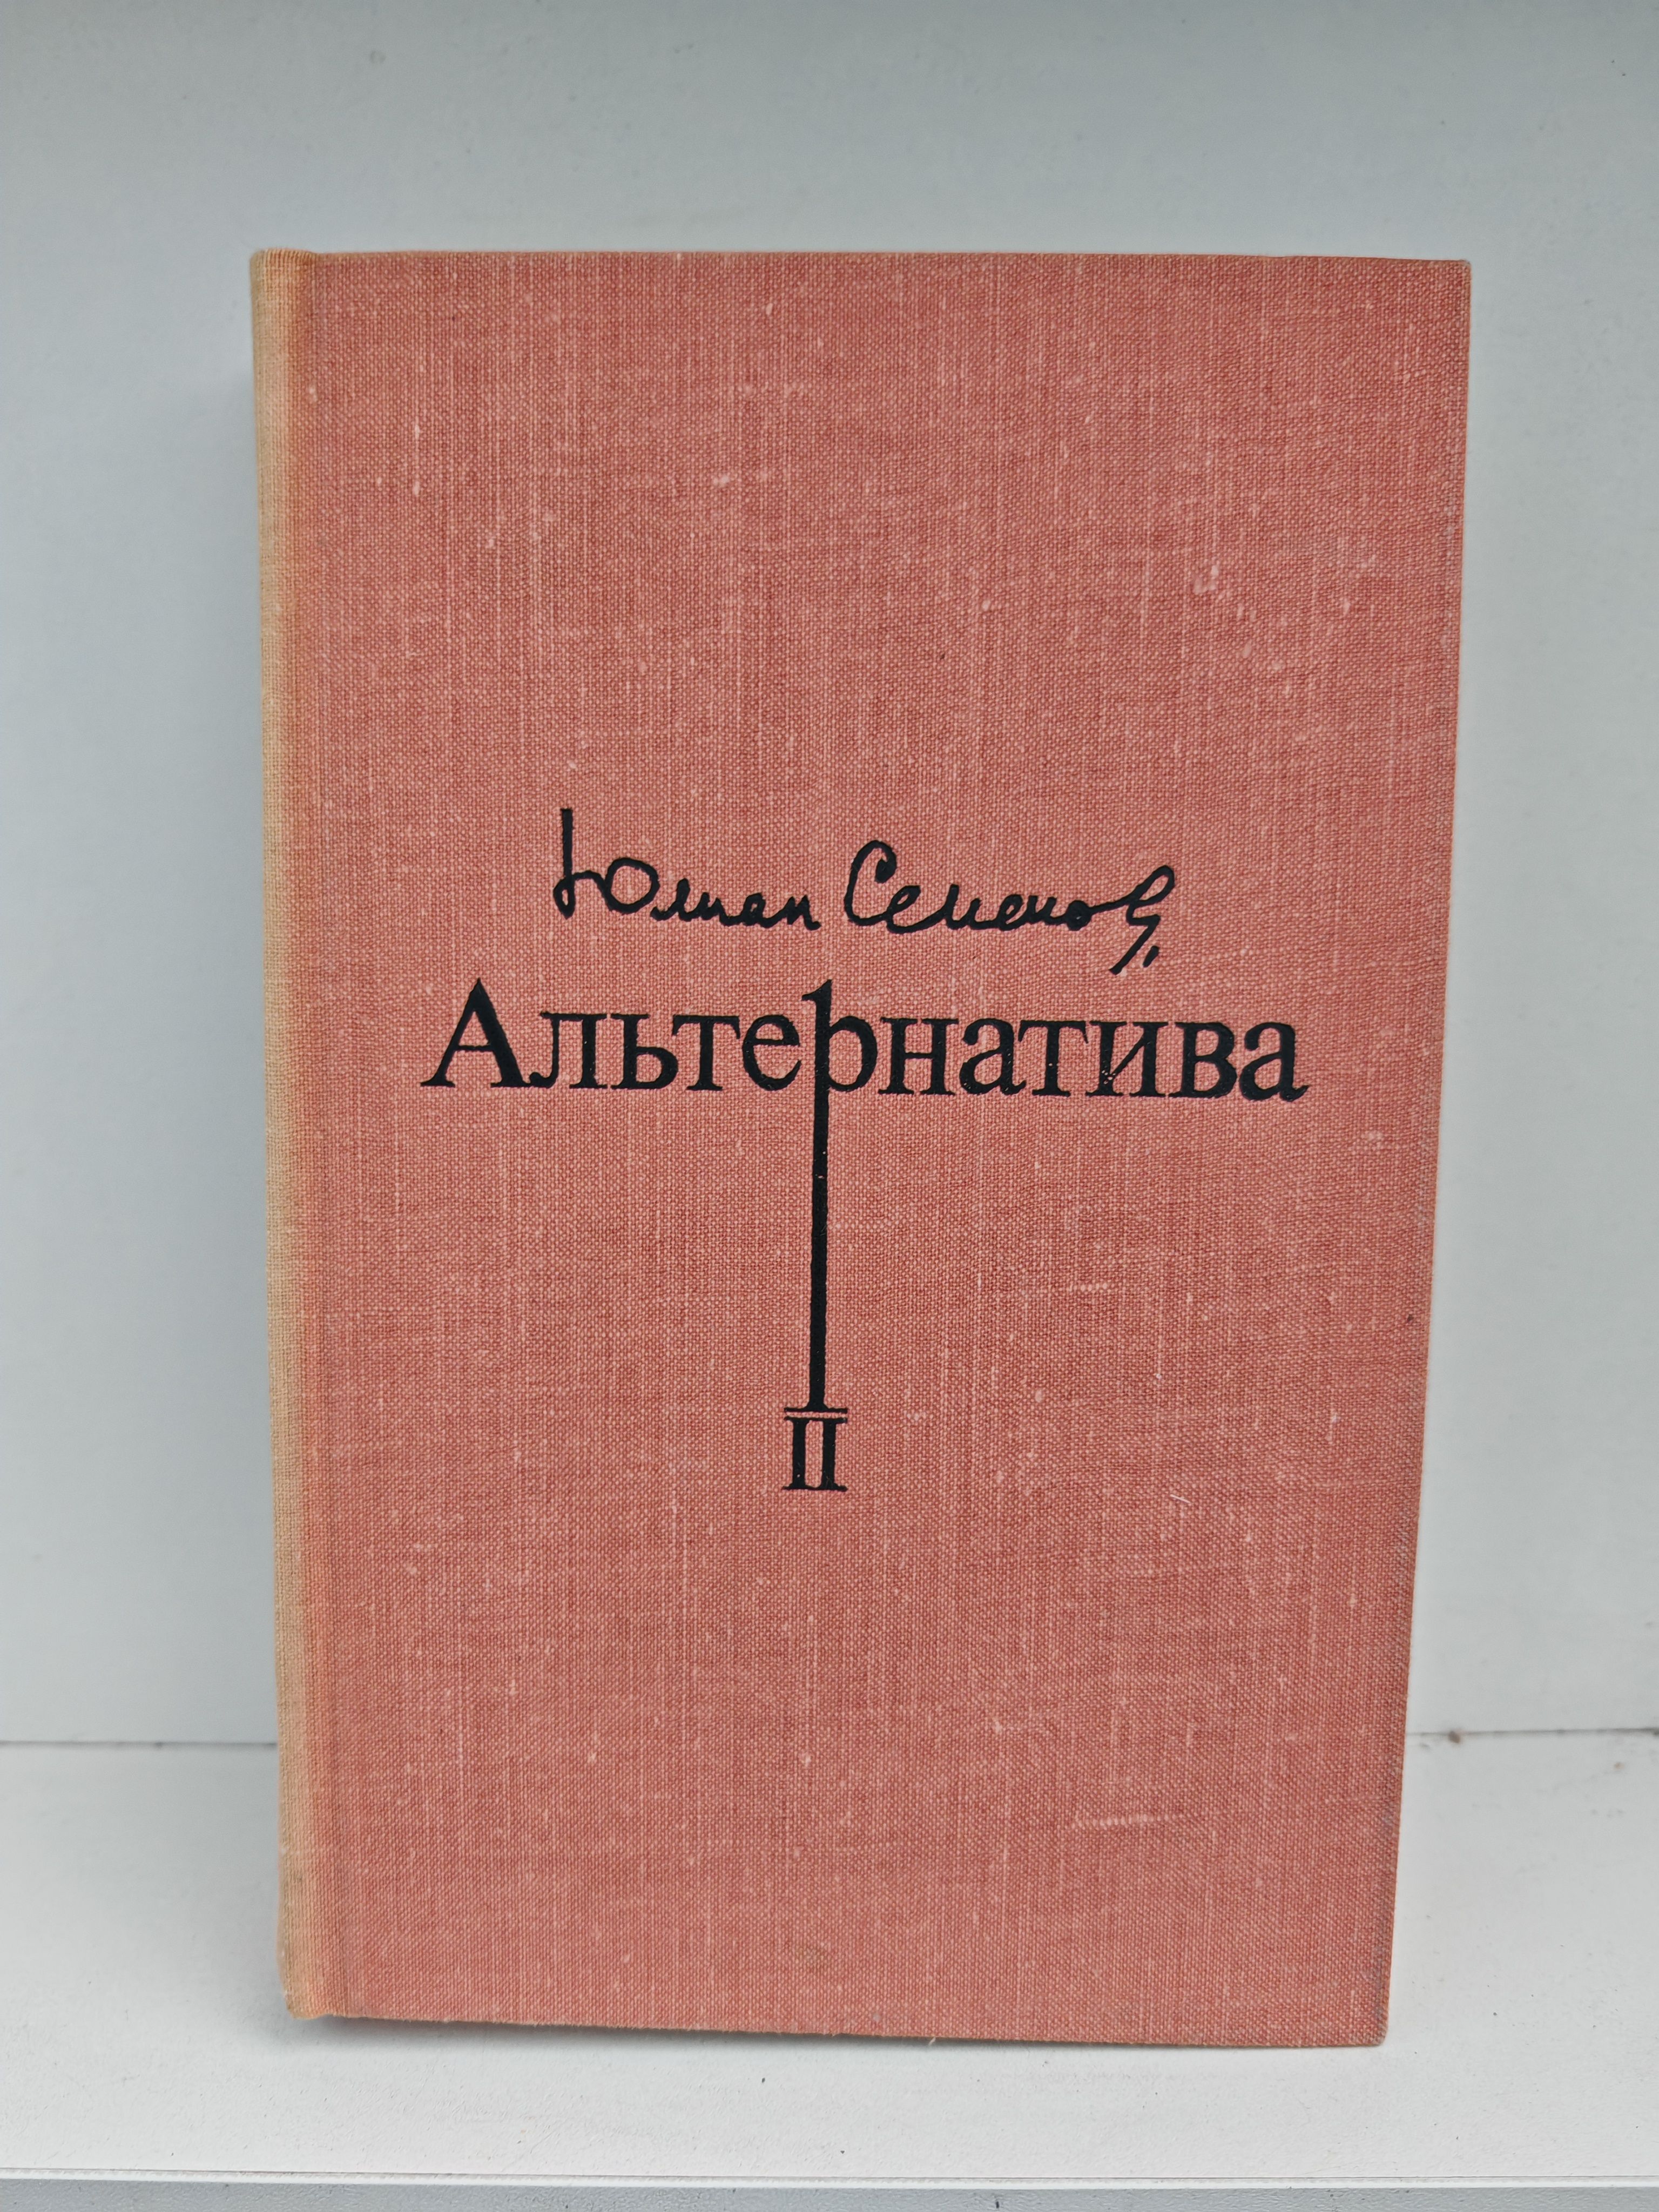 Юлиан Семенов
Альтернатива
II